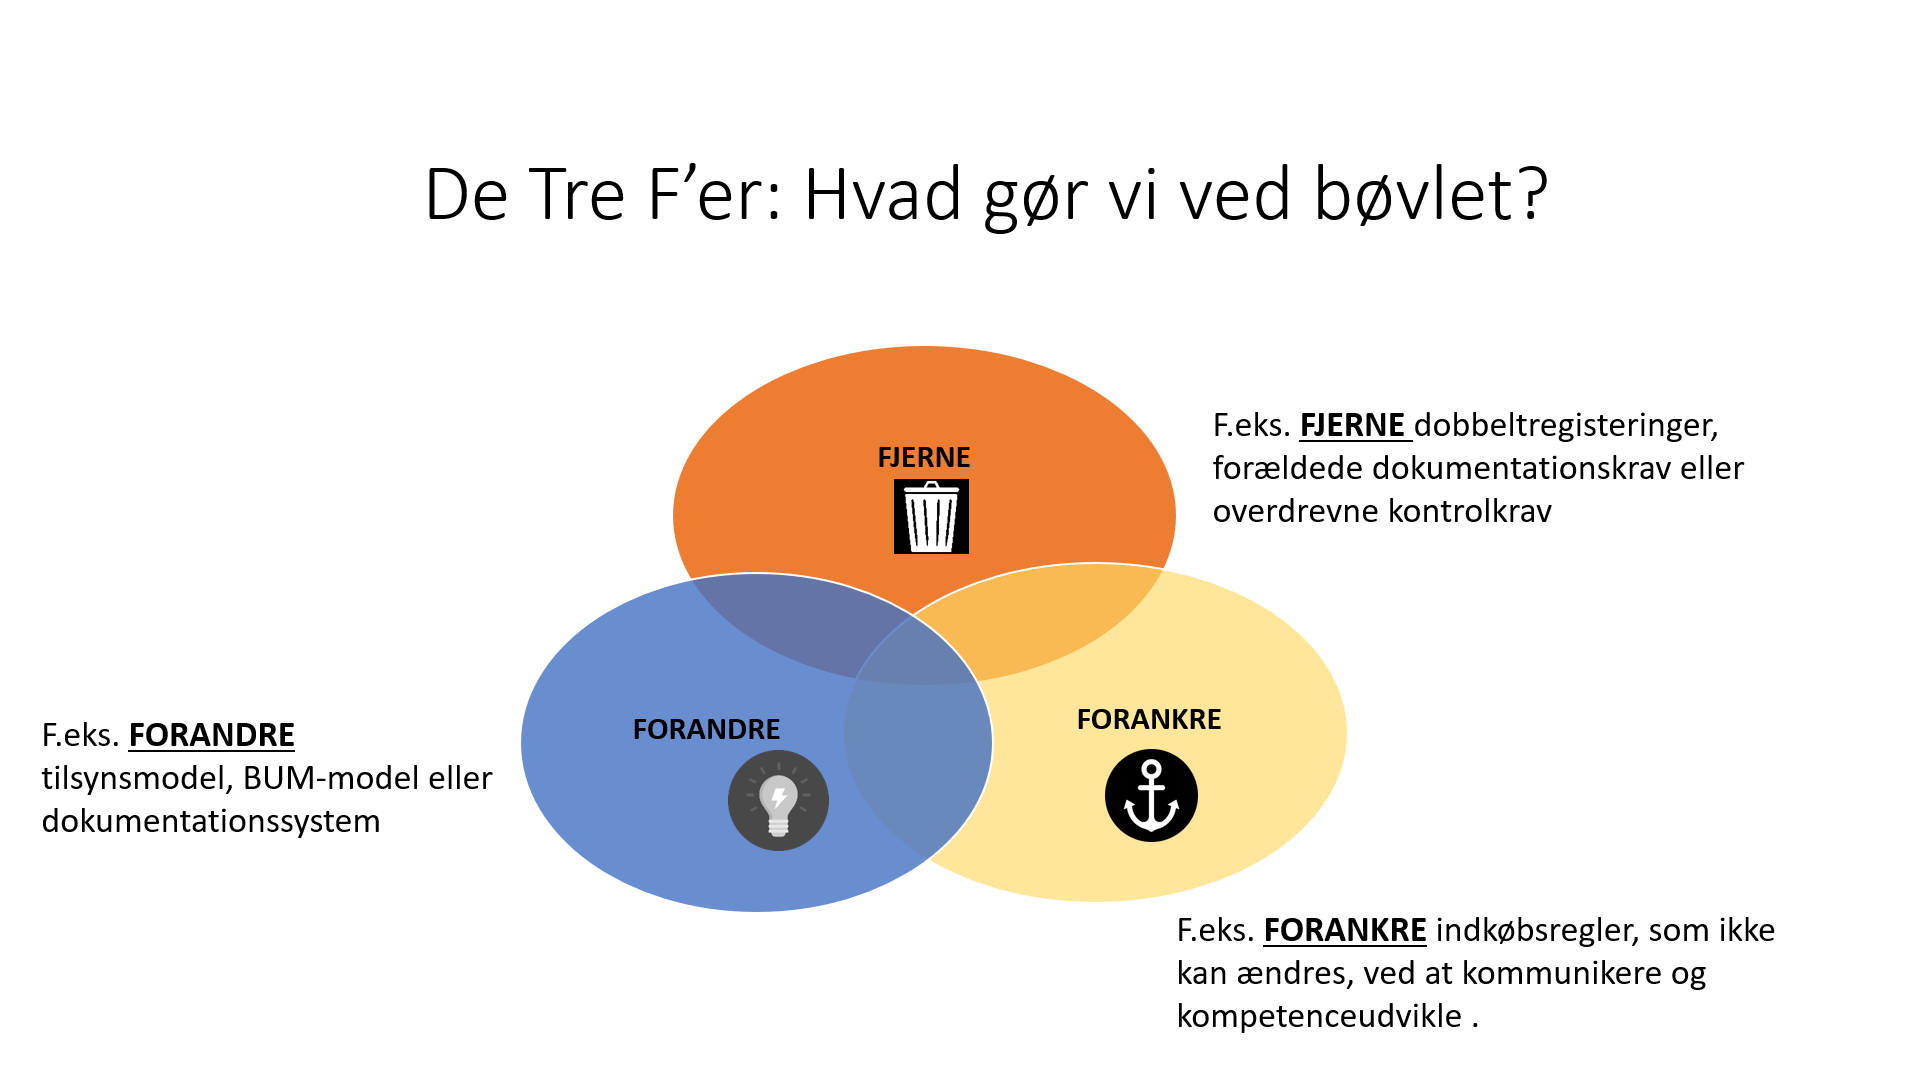 De Tre F’er: Hvad gør vi ved bøvlet?
FJERNE
F.eks. FJERNE dobbeltregisteringer,
forældede dokumentationskrav eller
overdrevne kontrolkrav
FORANDRE
F.eks. FORANDRE
tilsynsmodel, BUM-model eller
dokumentationssystem
FORANKRE
F.eks. FORANKRE indkøbsregler, som ikke
kan ændres, ved at kommunikere og
kompetenceudvikle .